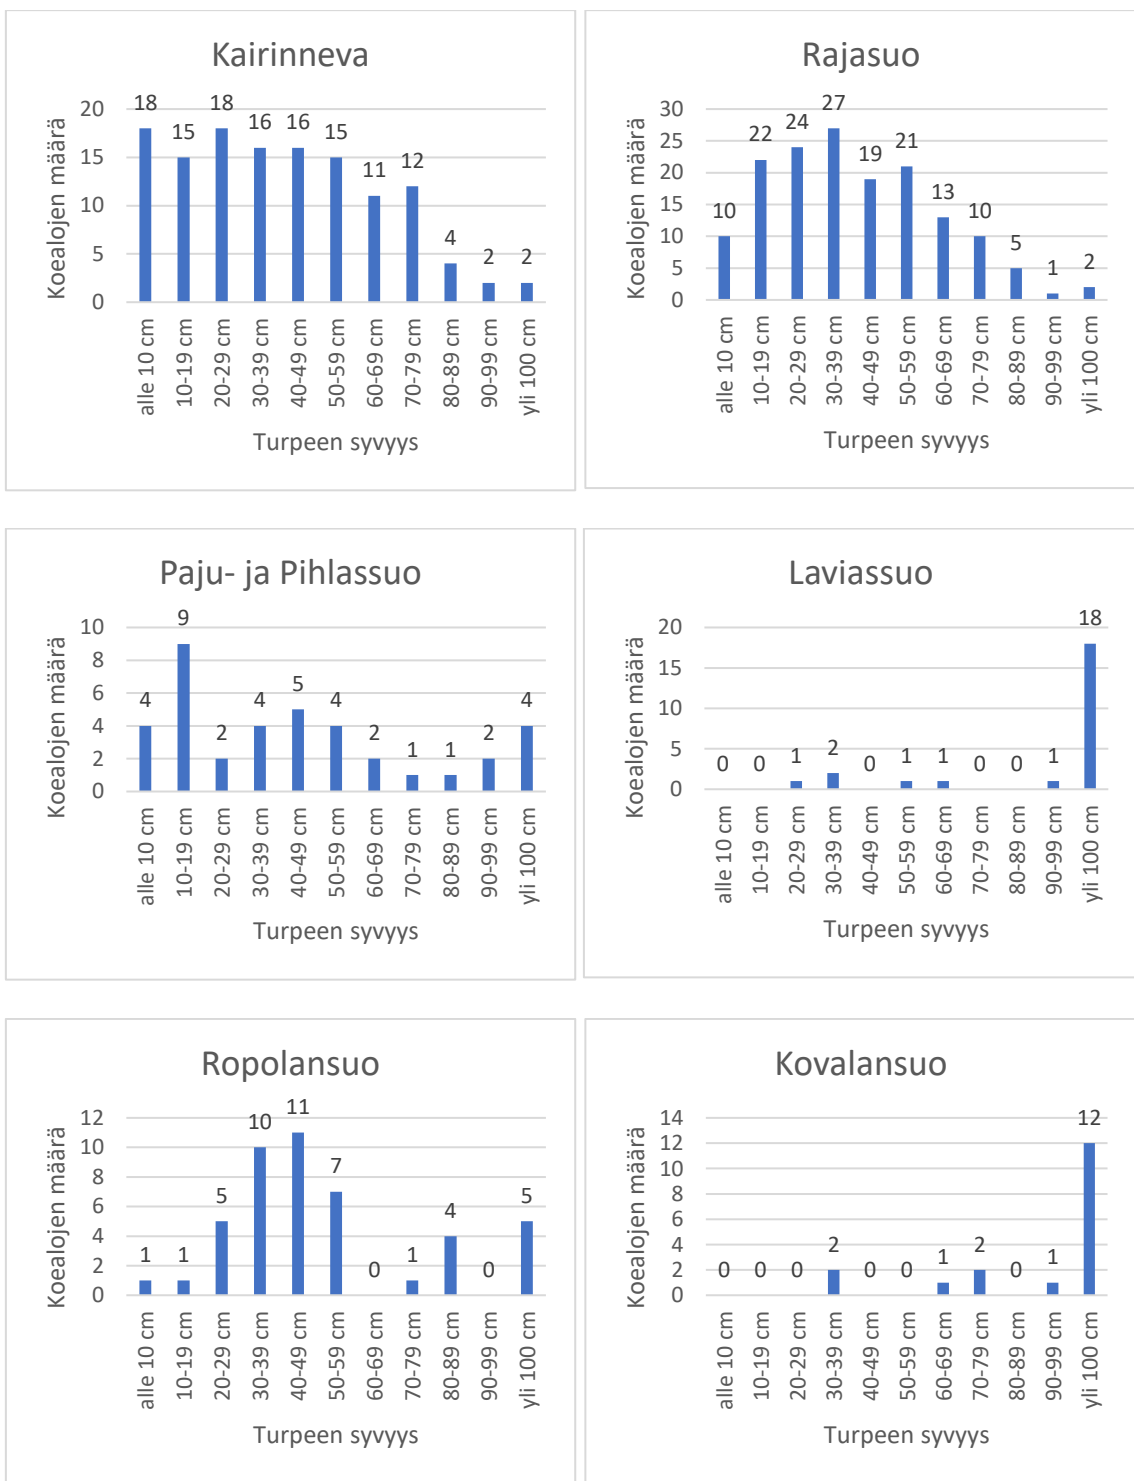 Kairinneva
18 15 18 16 16 15 11 12 4 2 2
20
15
10
5
0
Koealojen määrä
alle 10 cm
10-19 cm
20-29 cm
30-39 cm
40-49 cm
50-59 cm
60-69 cm
70-79 cm
80-89 cm
90-99 cm
yli 100 cm
Turpeen syvyys
Rajasuo
10 22 24 27 19 21 13 10 5 1 2
30
25
20
15
10
5
0
Koealojen määrä
alle 10 cm
10-19 cm
20-29 cm
30-39 cm
40-49 cm
50-59 cm
60-69 cm
70-79 cm
80-89 cm
90-99 cm
yli 100 cm
Turpeen syvyys
Paju- ja Pihlassuo
4 9 2 4 5 4 2 1 1 2 4
10
8
6
4
2
0
Koealojen määrä
alle 10 cm
10-19 cm
20-29 cm
30-39 cm
40-49 cm
50-59 cm
60-69 cm
70-79 cm
80-89 cm
90-99 cm
yli 100 cm
Turpeen syvyys
Laviassuo
0 0 1 2 0 1 1 0 0 1 18
20
15
10
5
0
Koealojen määrä
alle 10 cm
10-19 cm
20-29 cm
30-39 cm
40-49 cm
50-59 cm
60-69 cm
70-79 cm
80-89 cm
90-99 cm
yli 100 cm
Turpeen syvyys
Ropolansuo
1 1 5 10 11 7 0 1 4 0 5
12
10
8
6
4
2
0
Koealojen määrä
alle 10 cm
10-19 cm
20-29 cm
30-39 cm
40-49 cm
50-59 cm
60-69 cm
70-79 cm
80-89 cm
90-99 cm
yli 100 cm
Turpeen syvyys
Kovalansuo
0 0 0 2 0 0 1 2 0 1 12
14
12
10
8
6
4
2
0
Koealojen määrä
alle 10 cm
10-19 cm
20-29 cm
30-39 cm
40-49 cm
50-59 cm
60-69 cm
70-79 cm
80-89 cm
90-99 cm
yli 100 cm
Turpeen syvyys